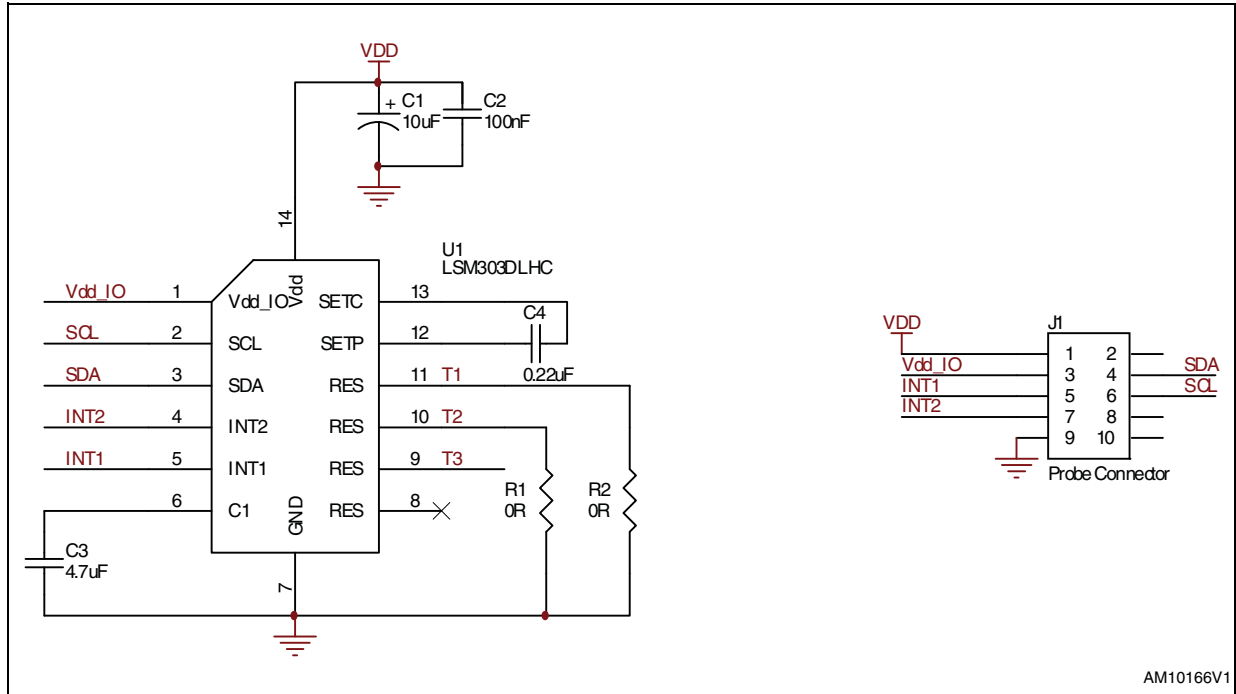 VDD
+ C1
10uF
C2
100nF
14
U1
LSM303DLHC
Vdd_IO 1 Vdd_IO Vdd SETC 13
C4
SCL 2 SCL SETP 12
0.22uF
SDA 3 SDA RES 11 T1
INT2 4 INT2 RES 10 T2
INT1 5 INT1 RES 9 T3
6 C1 GND RES 8
R1
0R
R2
0R
C3
4.7uF
7
VDD
J1
1 2
Vdd_IO 3 4 SDA
INT1 5 6 SCL
INT2 7 8
9 10
Probe Connector
AM10166V1